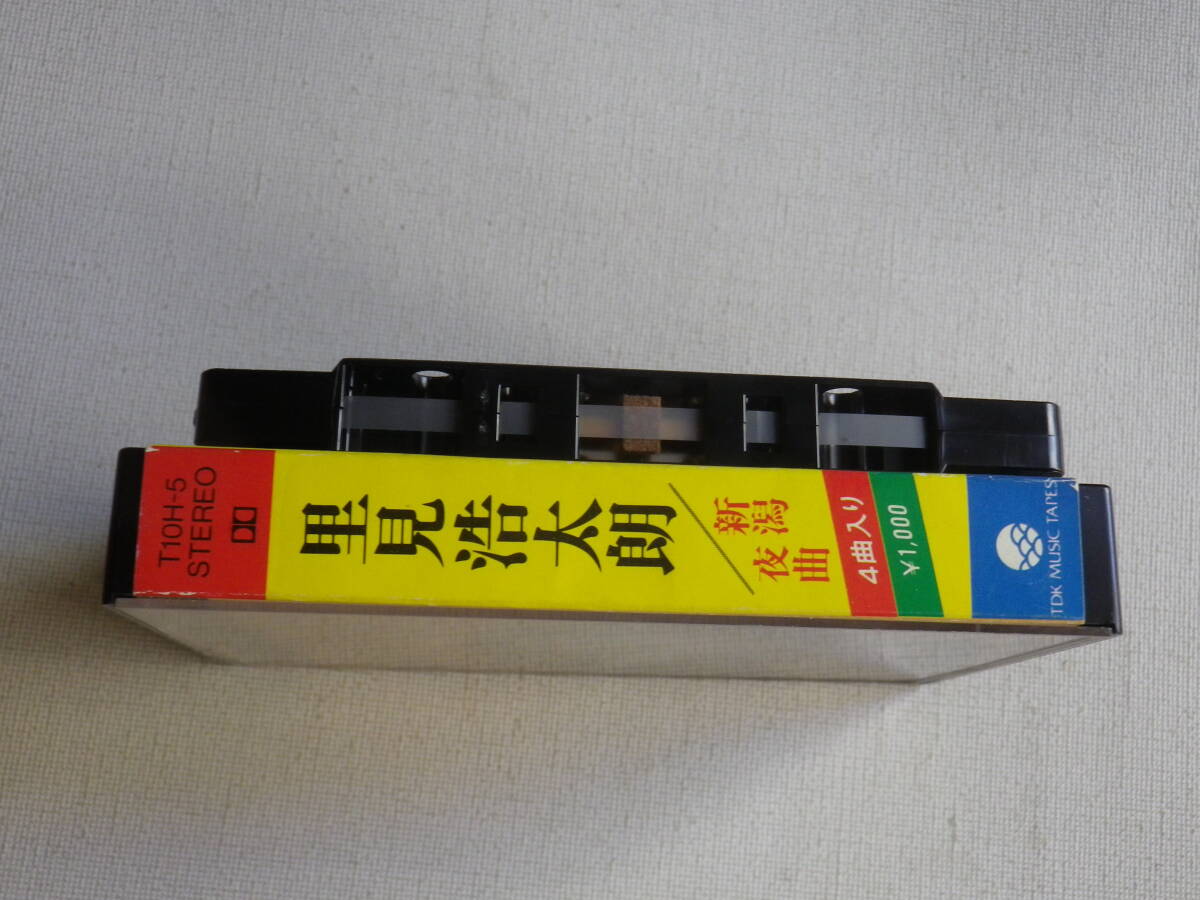 T10H-5
STEREO
里見浩太朗
新潟
夜曲
4曲入り
¥1,000
TDK MUSIC TAPES